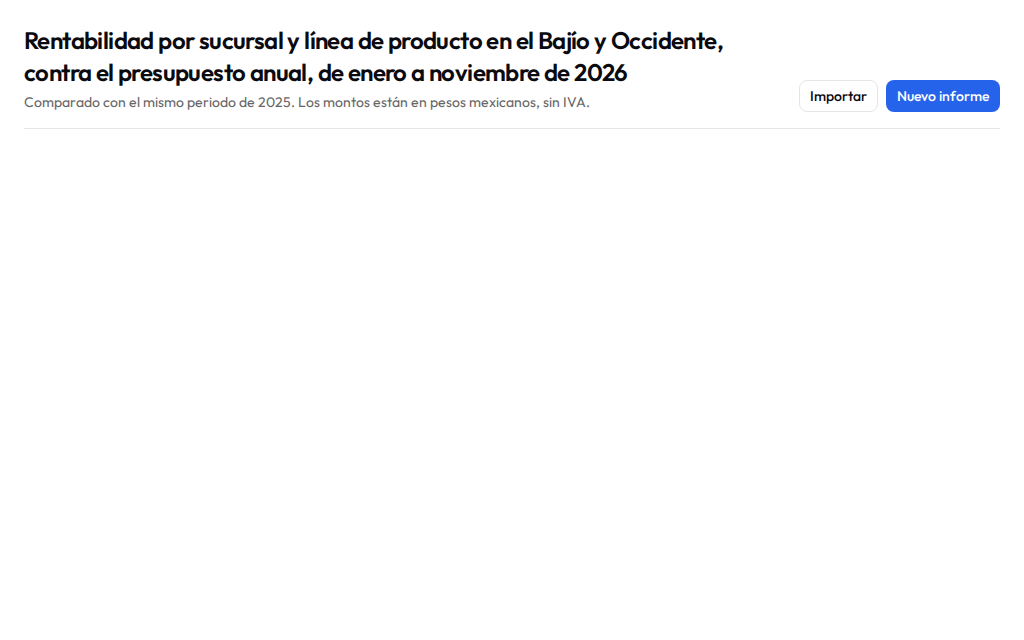 Rentabilidad por sucursal y línea de producto en el Bajío y Occidente,
contra el presupuesto anual, de enero a noviembre de 2026
Comparado con el mismo periodo de 2025. Los montos están en pesos mexicanos, sin IVA.
Importar
Nuevo informe